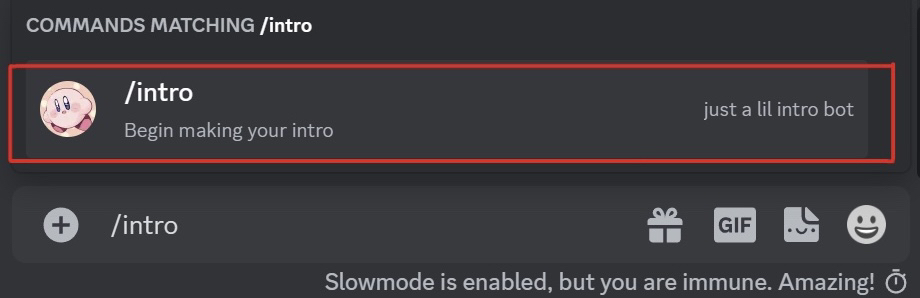 COMMANDS MATCHING /intro
/intro
Begin making your intro
just a lil intro bot
/intro
GIF
Slowmode is enabled, but you are immune. Amazing!